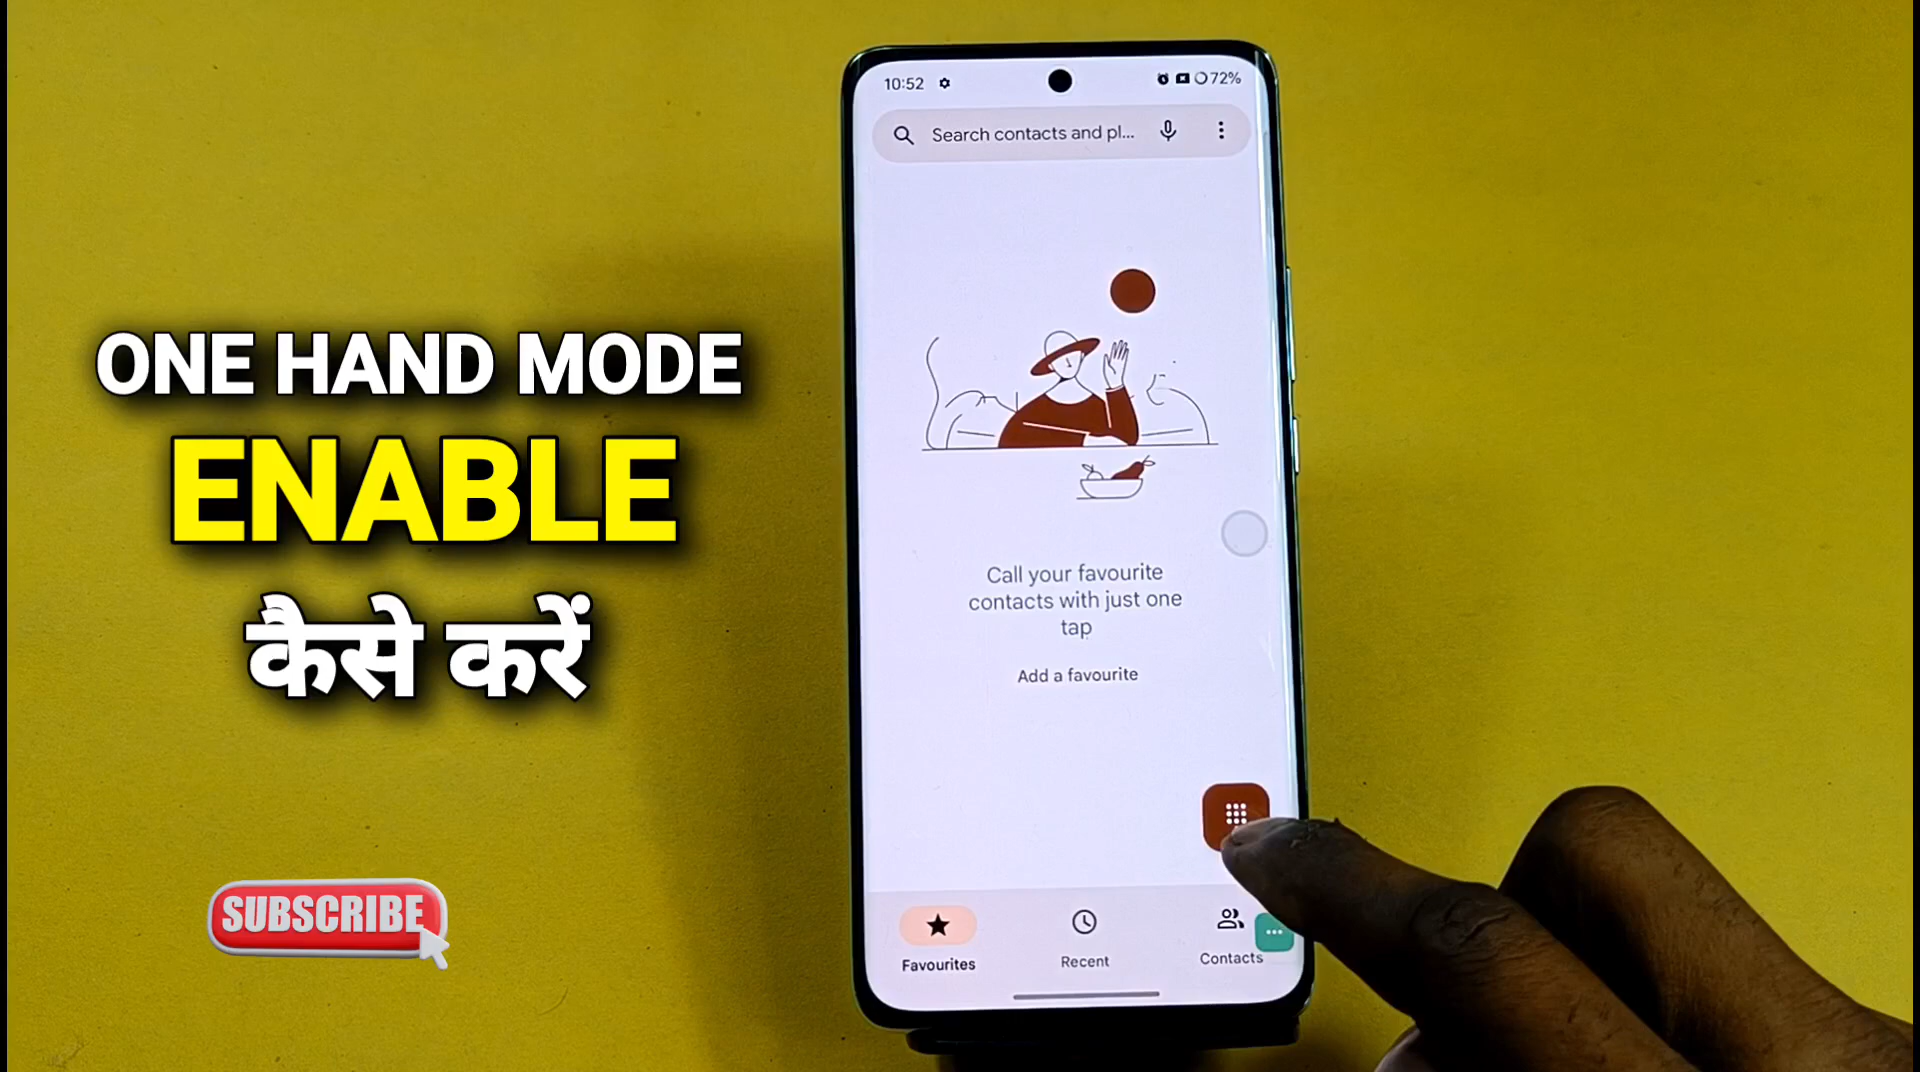 10:52
72%
Search contacts and pl...
ONE HAND MODE
ENABLE
कैसे करें
Call your favourite
contacts with just one
tap
Add a favourite
SUBSCRIBE
Favourites
Recent
Contacts